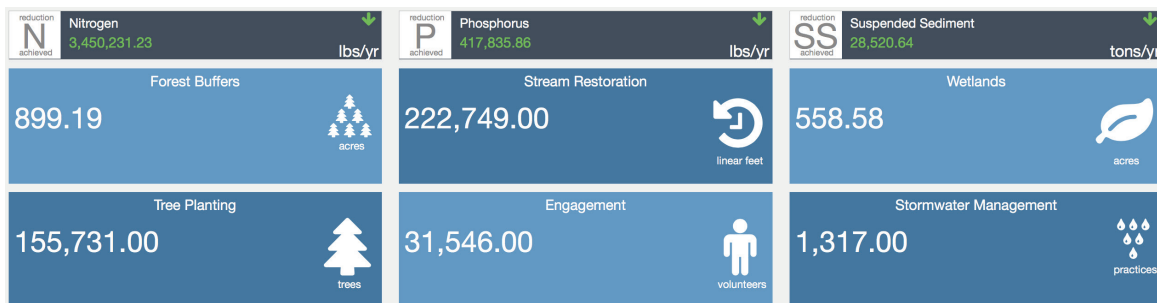 reduction
N
achieved
Nitrogen
3,450,231.23
lbs/yr
reduction
P
achieved
Phosphorus
417,835.86
lbs/yr
reduction
SS
achieved
Suspended Sediment
28,520.64
tons/yr
Forest Buffers
899.19
acres
Stream Restoration
222,749.00
linear feet
Wetlands
558.58
acres
Tree Planting
155,731.00
trees
Engagement
31,546.00
volunteers
Stormwater Management
1,317.00
practices